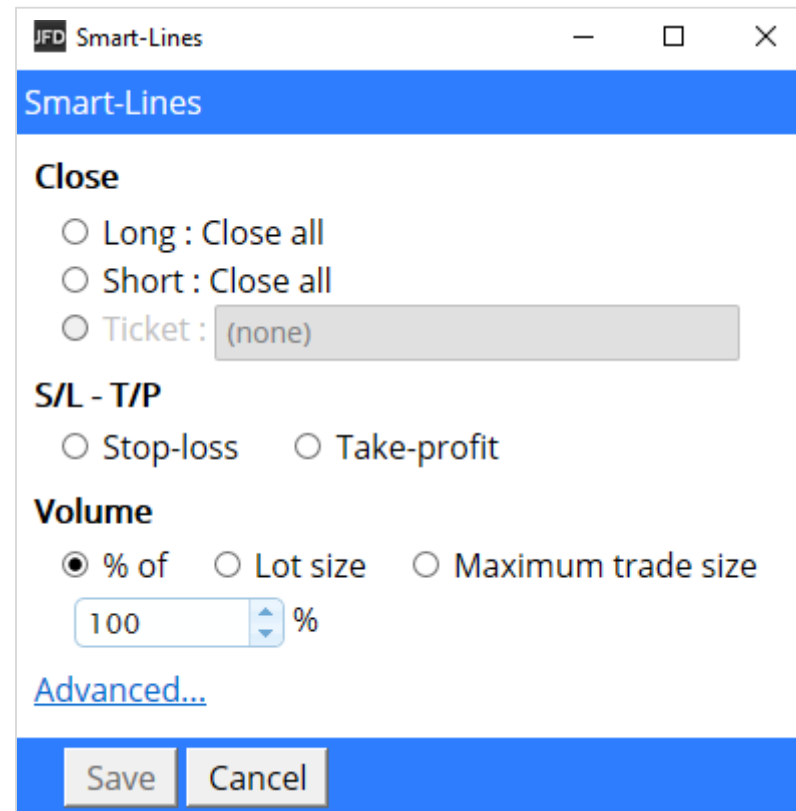 JFD Smart-Lines
Smart-Lines
Close
Long : Close all
Short : Close all
Ticket : (none)
S/L - T/P
Stop-loss Take-profit
Volume
% of Lot size Maximum trade size
100 %
Advanced...
Save Cancel